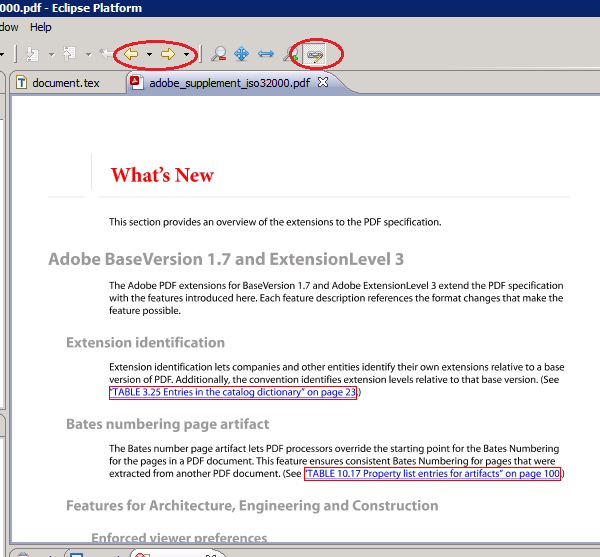 000.pdf - Eclipse Platform
dow Help
document.tex adobe_supplement_iso32000.pdf
What's New
This section provides an overview of the extensions to the PDF specification.
Adobe BaseVersion 1.7 and ExtensionLevel 3
The Adobe PDF extensions for BaseVersion 1.7 and Adobe ExtensionLevel 3 extend the PDF specification
with the features introduced here. Each feature description references the format changes that make the
feature possible.
Extension identification
Extension identification lets companies and other entities identify their own extensions relative to a base
version of PDF. Additionally, the convention identifies extension levels relative to that base version. (See
“TABLE 3.25 Entries in the catalog dictionary” on page 23.)
Bates numbering page artifact
The Bates number page artifact lets PDF processors override the starting point for the Bates Numbering
for the pages in a PDF document. This feature ensures consistent Bates Numbering for pages that were
extracted from another PDF document. (See “TABLE 10.17 Property list entries for artifacts” on page 100.)
Features for Architecture, Engineering and Construction
Enforced viewer preferences